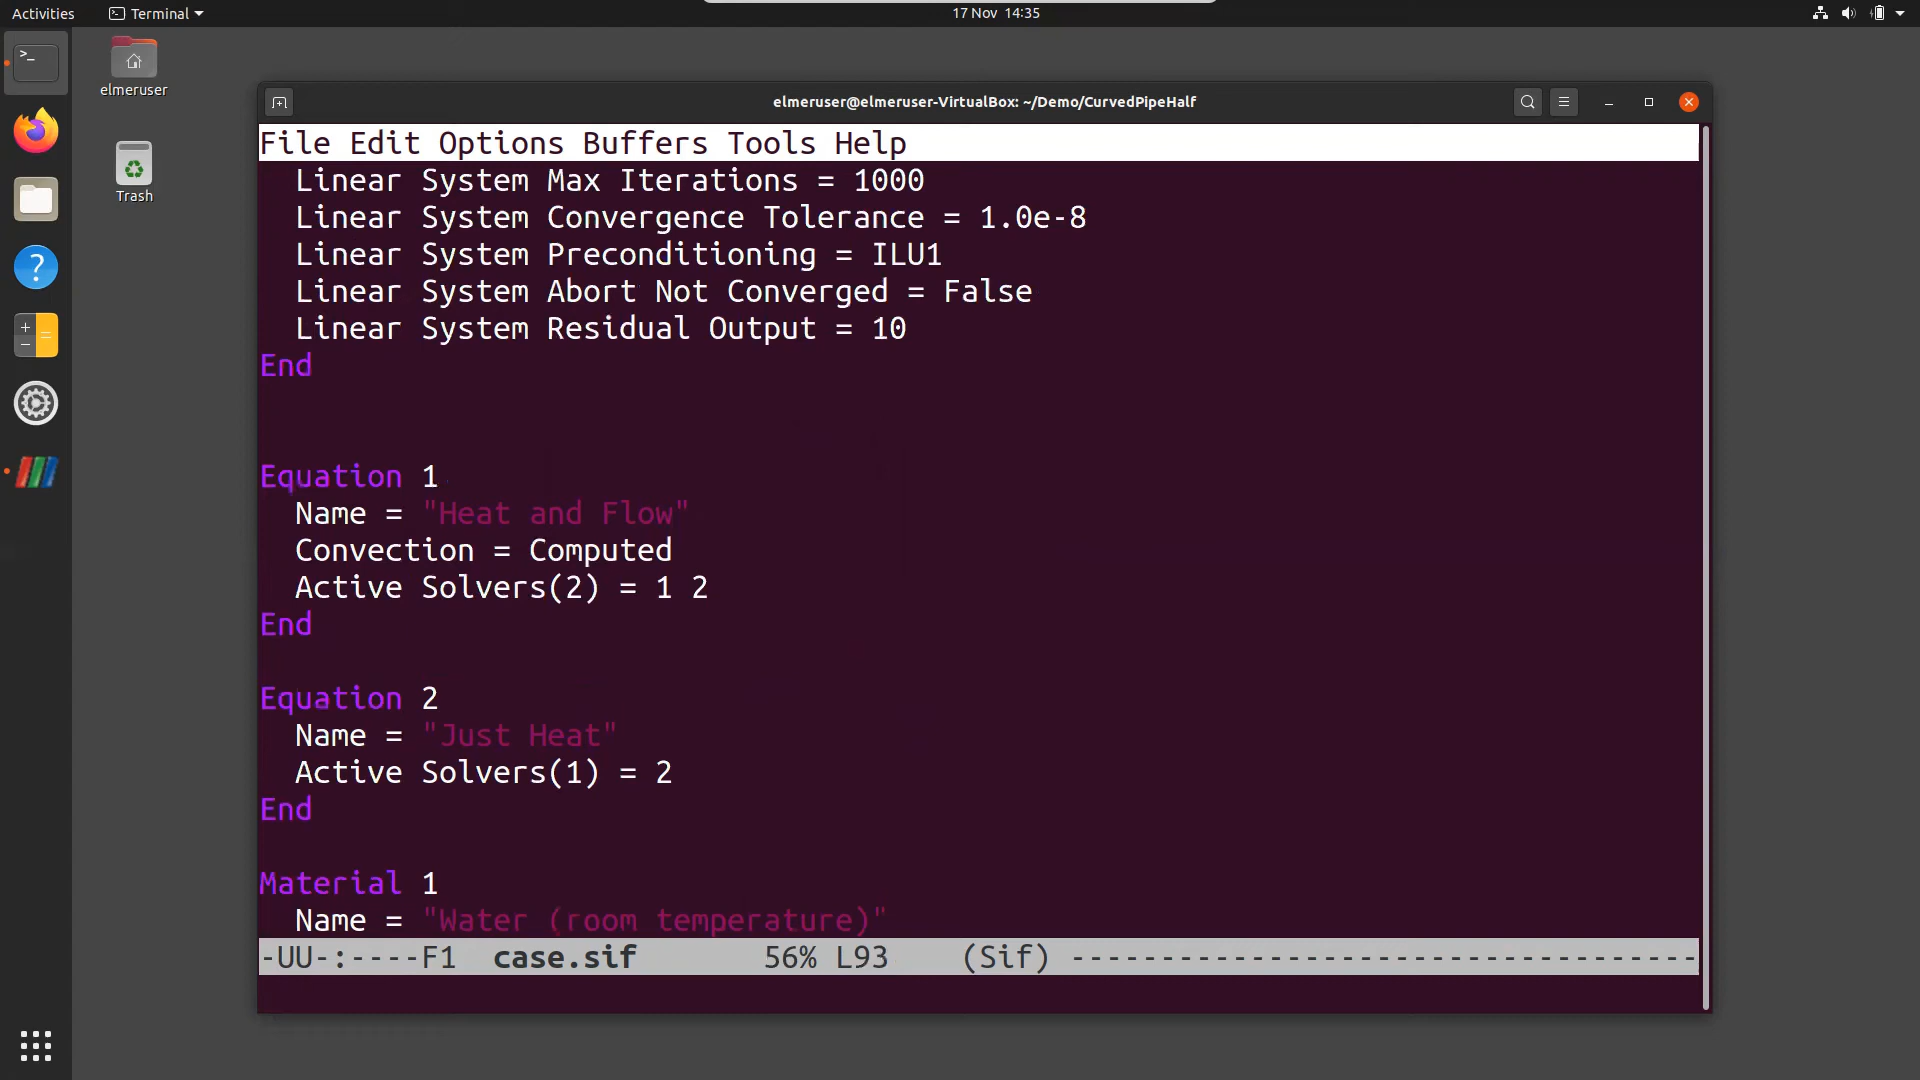 Activities
Terminal
17 Nov 14:35
elmeruser
Trash
elmeruser@elmeruser-VirtualBox: ~/Demo/CurvedPipeHalf
File Edit Options Buffers Tools Help
Linear System Max Iterations = 1000
Linear System Convergence Tolerance = 1.0e-8
Linear System Preconditioning = ILU1
Linear System Abort Not Converged = False
Linear System Residual Output = 10
End
Equation 1
Name = "Heat and Flow"
Convection = Computed
Active Solvers(2) = 1 2
End
Equation 2
Name = "Just Heat"
Active Solvers(1) = 2
End
Material 1
Name = "Water (room temperature)"
-UU-:----F1 case.sif 56% L93 (Sif) -----------------------------------